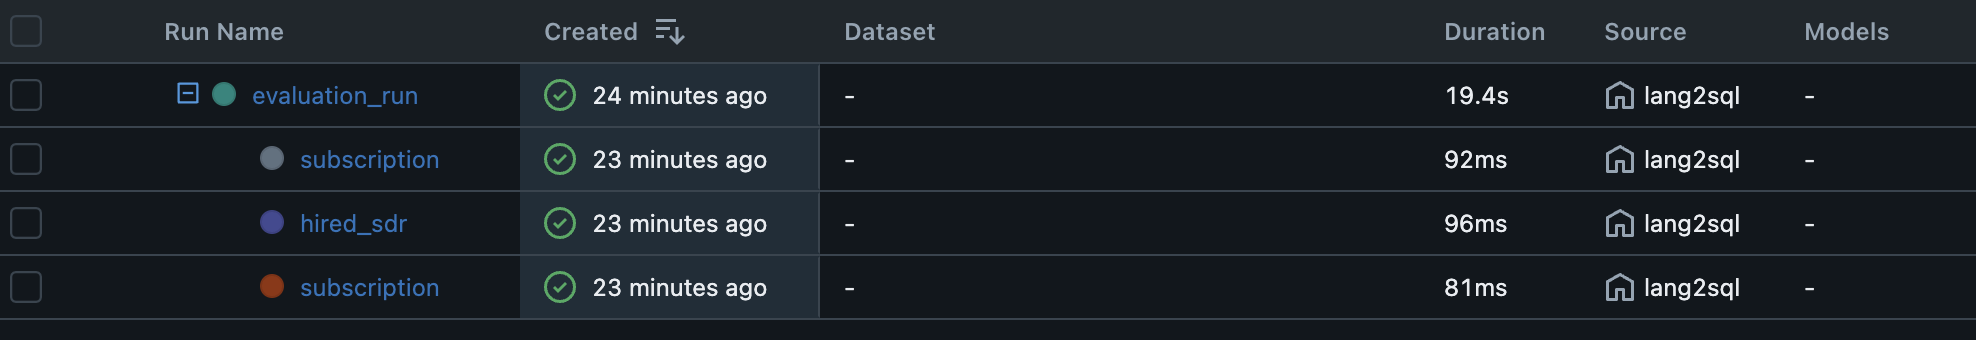 Run Name Created Dataset Duration Source Models
evaluation_run 24 minutes ago - 19.4s lang2sql -
subscription 23 minutes ago - 92ms lang2sql -
hired_sdr 23 minutes ago - 96ms lang2sql -
subscription 23 minutes ago - 81ms lang2sql -